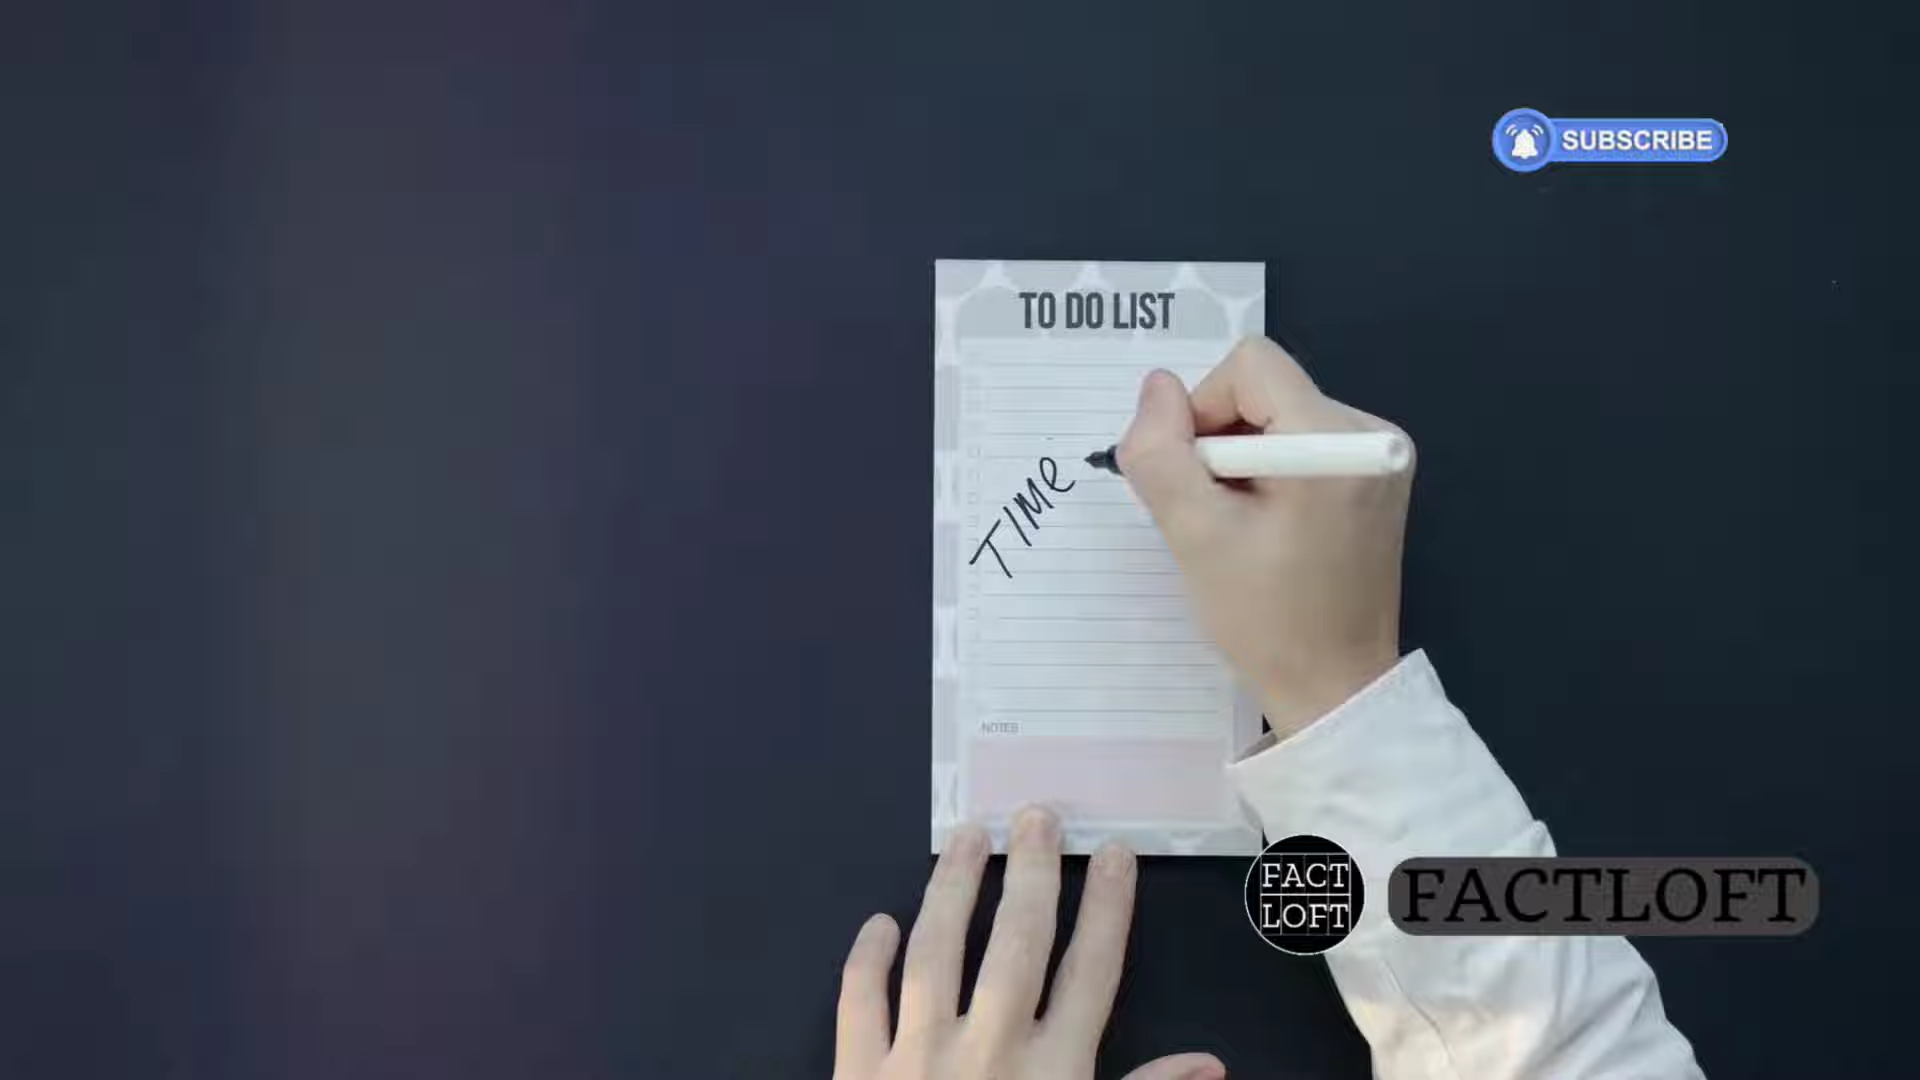 SUBSCRIBE
TO DO LIST
TIME
NOTES
FACT
LOFT
FACTLOFT